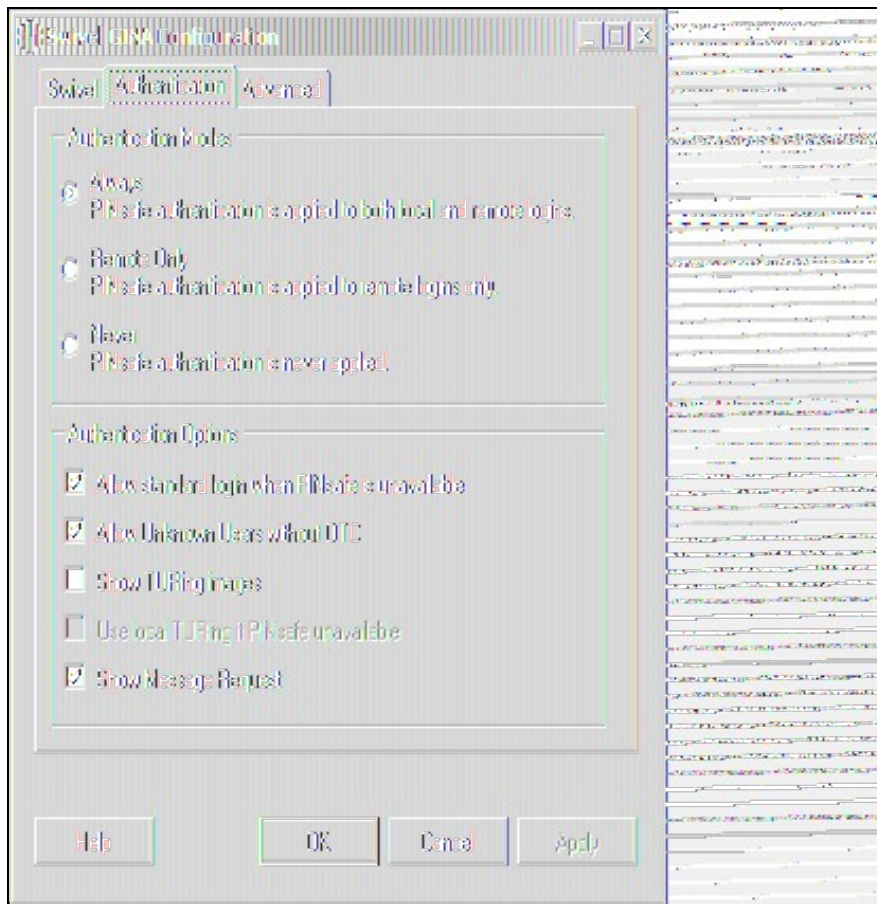 Swivel GINA Configuration
Swivel Authentication Advanced
Authentication Modes
Always
PINsafe authentication is applied to both local and remote logins.
Remote Only
PINsafe authentication is applied to remote logins only.
Never
PINsafe authentication is never applied.
Authentication Options
Allow standard login when PINsafe is unavailable
Allow Unknown Users without OTC
Show TURing images
Use local TURing if PINsafe unavailable
Show Message Request
Help OK Cancel Apply